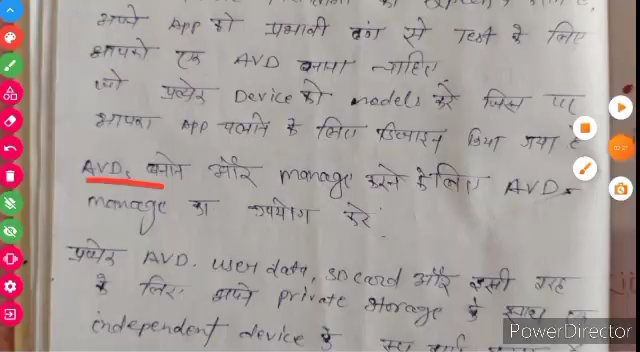 अपने App को प्रभावी ढंग से Test के लिए
आपको एक AVD बनाना चाहिए
जो प्रत्येक Device को models करे जिस पर
आपका App चलाने के लिए डिजाइन किया गया है
AVDs बनाने और manage करने के लिए AVD
manage का उपयोग करे
प्रत्येक AVD. user data, SD card और इसी तरह
के लिए अपने private storage के साथ एक
independent device के रूप
PowerDirector